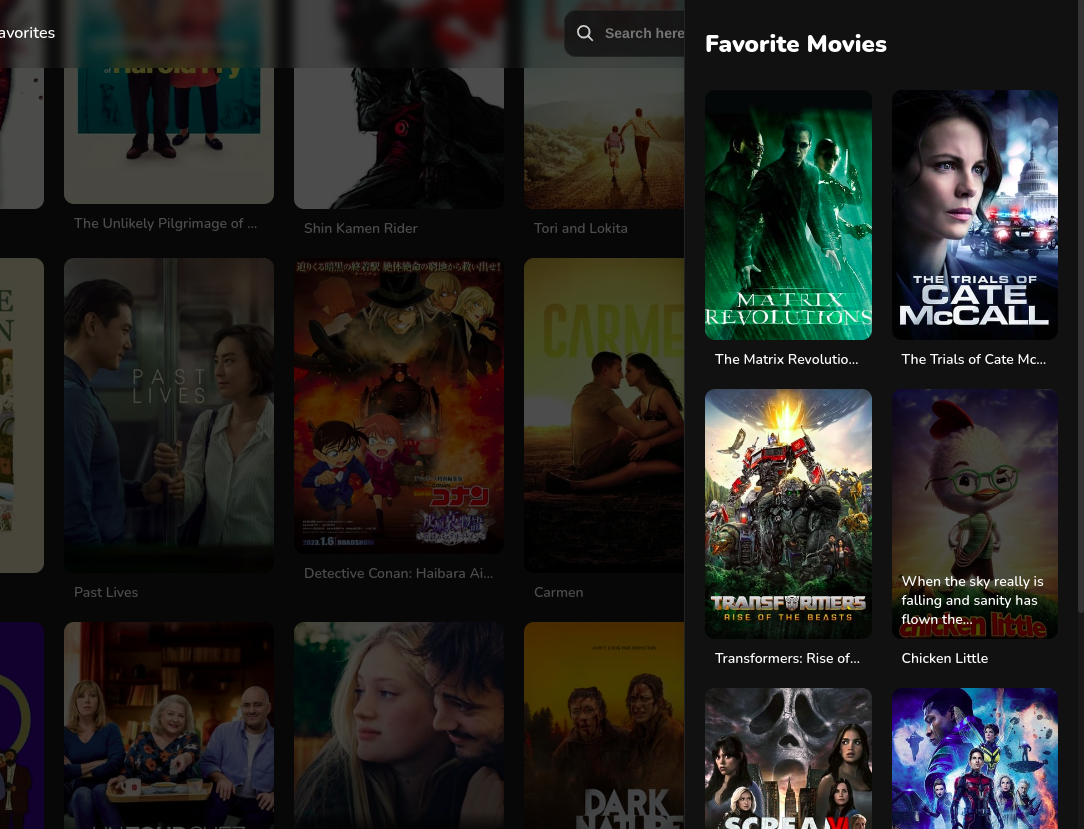 avorites
Search here
Favorite Movies
of Harold Fry
The Unlikely Pilgrimage of ...
Shin Kamen Rider
Tori and Lokita
MATRIX
REVOLUTIONS
The Matrix Revolutio...
THE TRIALS OF
CATE
McCALL
The Trials of Cate Mc...
PAST
LIVES
Past Lives
迫りくる暗黒の終着駅 絶体絶命の窮地から救い出せ!
コナン
2023.1.6 ROADSHOW
Detective Conan: Haibara Ai...
CARME
Carmen
TRANSFORMERS
RISE OF THE BEASTS
Transformers: Rise of...
When the sky really is
falling and sanity has
flown the...
chicken little
Chicken Little
DARK
NATURE
SCREAM VI